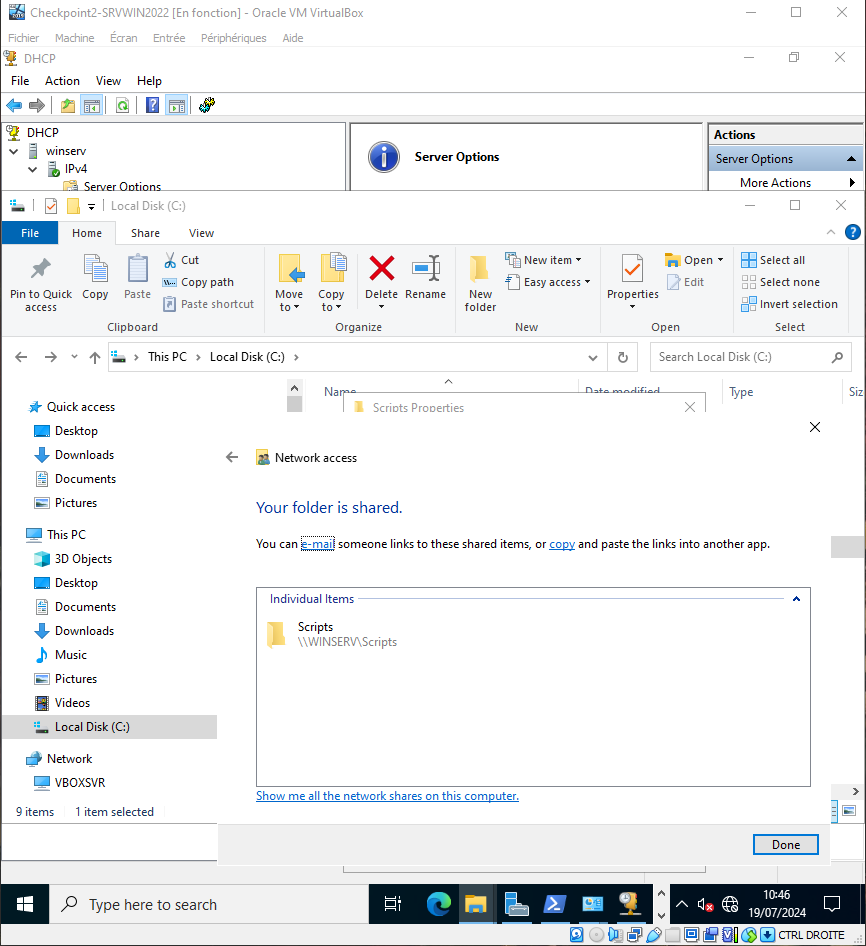 Checkpoint2-SRVWIN2022 [En fonction] - Oracle VM VirtualBox
Fichier Machine Écran Entrée Périphériques Aide
DHCP
File Action View Help
DHCP
winserv
IPv4
Server Options
Server Options
Actions
Server Options
More Actions
Local Disk (C:)
File Home Share View
Pin to Quick access
Copy
Paste
Cut
Copy path
Paste shortcut
Clipboard
Move to
Copy to
Delete
Rename
Organize
New folder
New item
Easy access
New
Properties
Open
Edit
Open
Select all
Select none
Invert selection
Select
This PC
Local Disk (C:)
Search Local Disk (C:)
Name Date modified Type Siz
Quick access
Desktop
Downloads
Documents
Pictures
This PC
3D Objects
Desktop
Documents
Downloads
Music
Pictures
Videos
Local Disk (C:)
Network
VBOXSVR
9 items 1 item selected
Scripts Properties
Network access
Your folder is shared.
You can e-mail someone links to these shared items, or copy and paste the links into another app.
Individual Items
Scripts
\\WINSERV\Scripts
Show me all the network shares on this computer.
Done
Type here to search
10:46
19/07/2024
CTRL DROITE